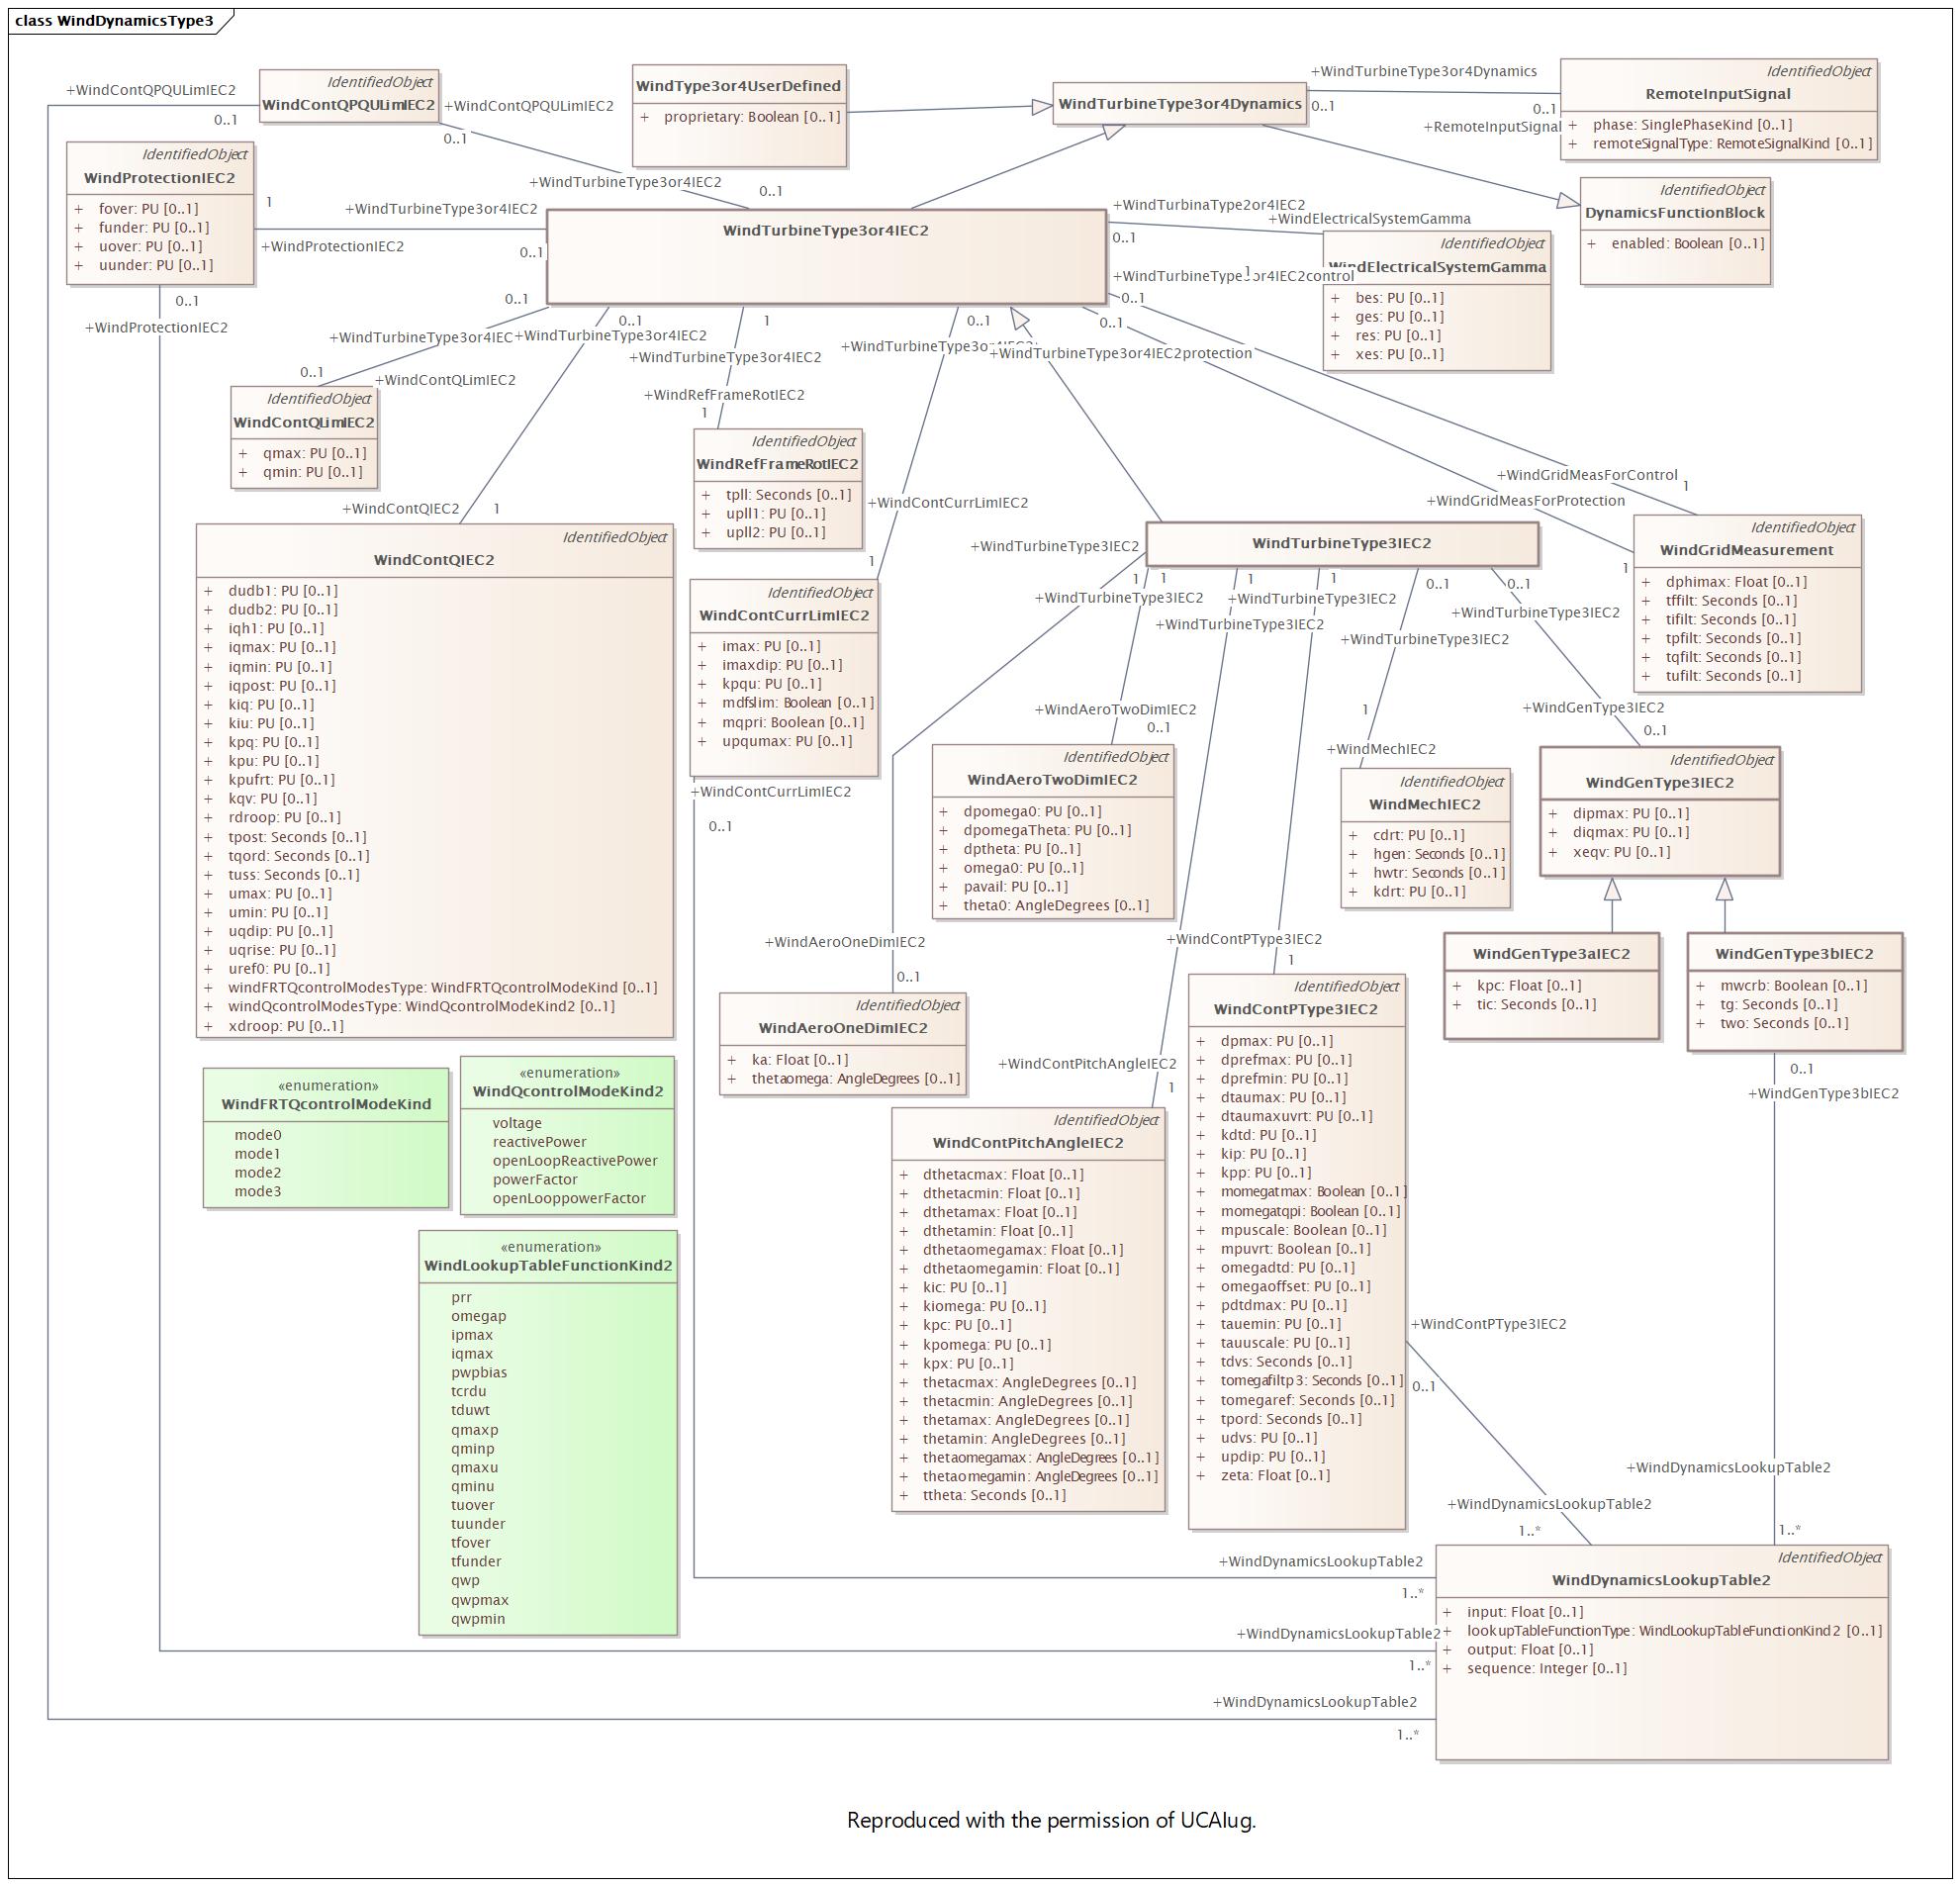 class WindDynamicsType3
+WindContQPQULimIEC2
0..1
IdentifiedObject
WindContQPQULimIEC2
+WindContQPQULimIEC2
0..1
WindType3or4UserDefined
+ proprietary: Boolean [0..1]
WindTurbineType3or4Dynamics
+WindTurbineType3or4Dynamics
0..1
0..1
+RemoteInputSignal
IdentifiedObject
RemoteInputSignal
+ phase: SinglePhaseKind [0..1]
+ remoteSignalType: RemoteSignalKind [0..1]
IdentifiedObject
WindProtectionIEC2
+ fover: PU [0..1]
+ funder: PU [0..1]
+ uover: PU [0..1]
+ uunder: PU [0..1]
+WindTurbineType3or4IEC2
0..1
1
+WindTurbineType3or4IEC2
+WindProtectionIEC2
0..1
WindTurbineType3or4IEC2
+WindTurbinaType2or4IEC2
0..1
+WindElectricalSystemGamma
1
IdentifiedObject
DynamicsFunctionBlock
+ enabled: Boolean [0..1]
IdentifiedObject
WindElectricalSystemGamma
+ bes: PU [0..1]
+ ges: PU [0..1]
+ res: PU [0..1]
+ xes: PU [0..1]
+WindTurbineType3or4IEC2control
0..1
0..1
+WindTurbineType3or4IEC2protection
0..1
+WindProtectionIEC2
0..1
+WindTurbineType3or4IEC
0..1
+WindContQLimIEC2
0..1
+WindTurbineType3or4IEC2
1
+WindTurbineType3or4IEC2
0..1
+WindTurbineType3o
IdentifiedObject
WindContQLimIEC2
+ qmax: PU [0..1]
+ qmin: PU [0..1]
+WindRefFrameRotIEC2
1
IdentifiedObject
WindRefFrameRotIEC2
+ tpll: Seconds [0..1]
+ upll1: PU [0..1]
+ upll2: PU [0..1]
+WindContCurrLimIEC2
1
+WindGridMeasForControl
1
+WindGridMeasForProtection
1
IdentifiedObject
WindGridMeasurement
+ dphimax: Float [0..1]
+ tffilt: Seconds [0..1]
+ tifilt: Seconds [0..1]
+ tpfilt: Seconds [0..1]
+ tqfilt: Seconds [0..1]
+ tufilt: Seconds [0..1]
+WindContQIEC2
1
IdentifiedObject
WindContQIEC2
+ dudb1: PU [0..1]
+ dudb2: PU [0..1]
+ iqh1: PU [0..1]
+ iqmax: PU [0..1]
+ iqmin: PU [0..1]
+ iqpost: PU [0..1]
+ kiq: PU [0..1]
+ kiu: PU [0..1]
+ kpq: PU [0..1]
+ kpu: PU [0..1]
+ kpufrt: PU [0..1]
+ kqv: PU [0..1]
+ rdroop: PU [0..1]
+ tpost: Seconds [0..1]
+ tqord: Seconds [0..1]
+ tuss: Seconds [0..1]
+ umax: PU [0..1]
+ umin: PU [0..1]
+ uqdip: PU [0..1]
+ uqrise: PU [0..1]
+ uref0: PU [0..1]
+ windFRTQcontrolModesType: WindFRTQcontrolModeKind [0..1]
+ windQcontrolModesType: WindQcontrolModeKind2 [0..1]
+ xdroop: PU [0..1]
IdentifiedObject
WindContCurrLimIEC2
+ imax: PU [0..1]
+ imaxdip: PU [0..1]
+ kpqu: PU [0..1]
+ mdfslim: Boolean [0..1]
+ mqpri: Boolean [0..1]
+ upqumax: PU [0..1]
+WindContCurrLimIEC2
0..1
WindTurbineType3IEC2
+WindTurbineType3IEC2
1
1
+WindTurbineType3IEC2
1
+WindTurbineType3IEC2
1
+WindTurbineType3IEC2
0..1
+WindTurbineType3IEC2
0..1
+WindTurbineType3IEC2
+WindAeroTwoDimIEC2
0..1
IdentifiedObject
WindAeroTwoDimIEC2
+ dpomega0: PU [0..1]
+ dpomegaTheta: PU [0..1]
+ dptheta: PU [0..1]
+ omega0: PU [0..1]
+ pavail: PU [0..1]
+ theta0: AngleDegrees [0..1]
1
+WindMechIEC2
IdentifiedObject
WindMechIEC2
+ cdrt: PU [0..1]
+ hgen: Seconds [0..1]
+ hwtr: Seconds [0..1]
+ kdrt: PU [0..1]
+WindGenType3IEC2
0..1
IdentifiedObject
WindGenType3IEC2
+ dipmax: PU [0..1]
+ diqmax: PU [0..1]
+ xeqv: PU [0..1]
WindGenType3aIEC2
+ kpc: Float [0..1]
+ tic: Seconds [0..1]
WindGenType3bIEC2
+ mwcrb: Boolean [0..1]
+ tg: Seconds [0..1]
+ two: Seconds [0..1]
0..1
+WindGenType3bIEC2
+WindAeroOneDimIEC2
0..1
IdentifiedObject
WindAeroOneDimIEC2
+ ka: Float [0..1]
+ thetaomega: AngleDegrees [0..1]
+WindContPitchAngleIEC2
1
IdentifiedObject
WindContPitchAngleIEC2
+ dthetacmax: Float [0..1]
+ dthetacmin: Float [0..1]
+ dthetamax: Float [0..1]
+ dthetamin: Float [0..1]
+ dthetaomegamax: Float [0..1]
+ dthetaomegamin: Float [0..1]
+ kic: PU [0..1]
+ kiomega: PU [0..1]
+ kpc: PU [0..1]
+ kpomega: PU [0..1]
+ kpx: PU [0..1]
+ thetacmax: AngleDegrees [0..1]
+ thetacmin: AngleDegrees [0..1]
+ thetamax: AngleDegrees [0..1]
+ thetamin: AngleDegrees [0..1]
+ thetaomegamax: AngleDegrees [0..1]
+ thetaomegamin: AngleDegrees [0..1]
+ ttheta: Seconds [0..1]
+WindContPType3IEC2
1
IdentifiedObject
WindContPType3IEC2
+ dpmax: PU [0..1]
+ dprefmax: PU [0..1]
+ dprefmin: PU [0..1]
+ dtaumax: PU [0..1]
+ dtaumaxuvrt: PU [0..1]
+ kdtd: PU [0..1]
+ kip: PU [0..1]
+ kpp: PU [0..1]
+ momegatmax: Boolean [0..1]
+ momegatqpi: Boolean [0..1]
+ mpuscale: Boolean [0..1]
+ mpuvrt: Boolean [0..1]
+ omegadtd: PU [0..1]
+ omegaoffset: PU [0..1]
+ pdtdmax: PU [0..1]
+ tauemin: PU [0..1]
+ tauuscale: PU [0..1]
+ tdvs: Seconds [0..1]
+ tomegafiltp3: Seconds [0..1]
+ tomegaref: Seconds [0..1]
+ tpord: Seconds [0..1]
+ udvs: PU [0..1]
+ updip: PU [0..1]
+ zeta: Float [0..1]
+WindContPType3IEC2
0..1
«enumeration»
WindFRTQcontrolModeKind
mode0
mode1
mode2
mode3
«enumeration»
WindQcontrolModeKind2
voltage
reactivePower
openLoopReactivePower
powerFactor
openLooppowerFactor
«enumeration»
WindLookupTableFunctionKind2
prr
omegap
ipmax
iqmax
pwpbias
tcrdu
tduwt
qmaxp
qminp
qmaxu
qminu
tuover
tuunder
tfover
tfunder
qwp
qwpmax
qwpmin
+WindDynamicsLookupTable2
1..*
+WindDynamicsLookupTable2
1..*
+WindDynamicsLookupTable2
1..*
+WindDynamicsLookupTable2
1..*
+WindDynamicsLookupTable2
1..*
IdentifiedObject
WindDynamicsLookupTable2
+ input: Float [0..1]
+ lookupTableFunctionType: WindLookupTableFunctionKind2 [0..1]
+ output: Float [0..1]
+ sequence: Integer [0..1]
Reproduced with the permission of UCAIug.